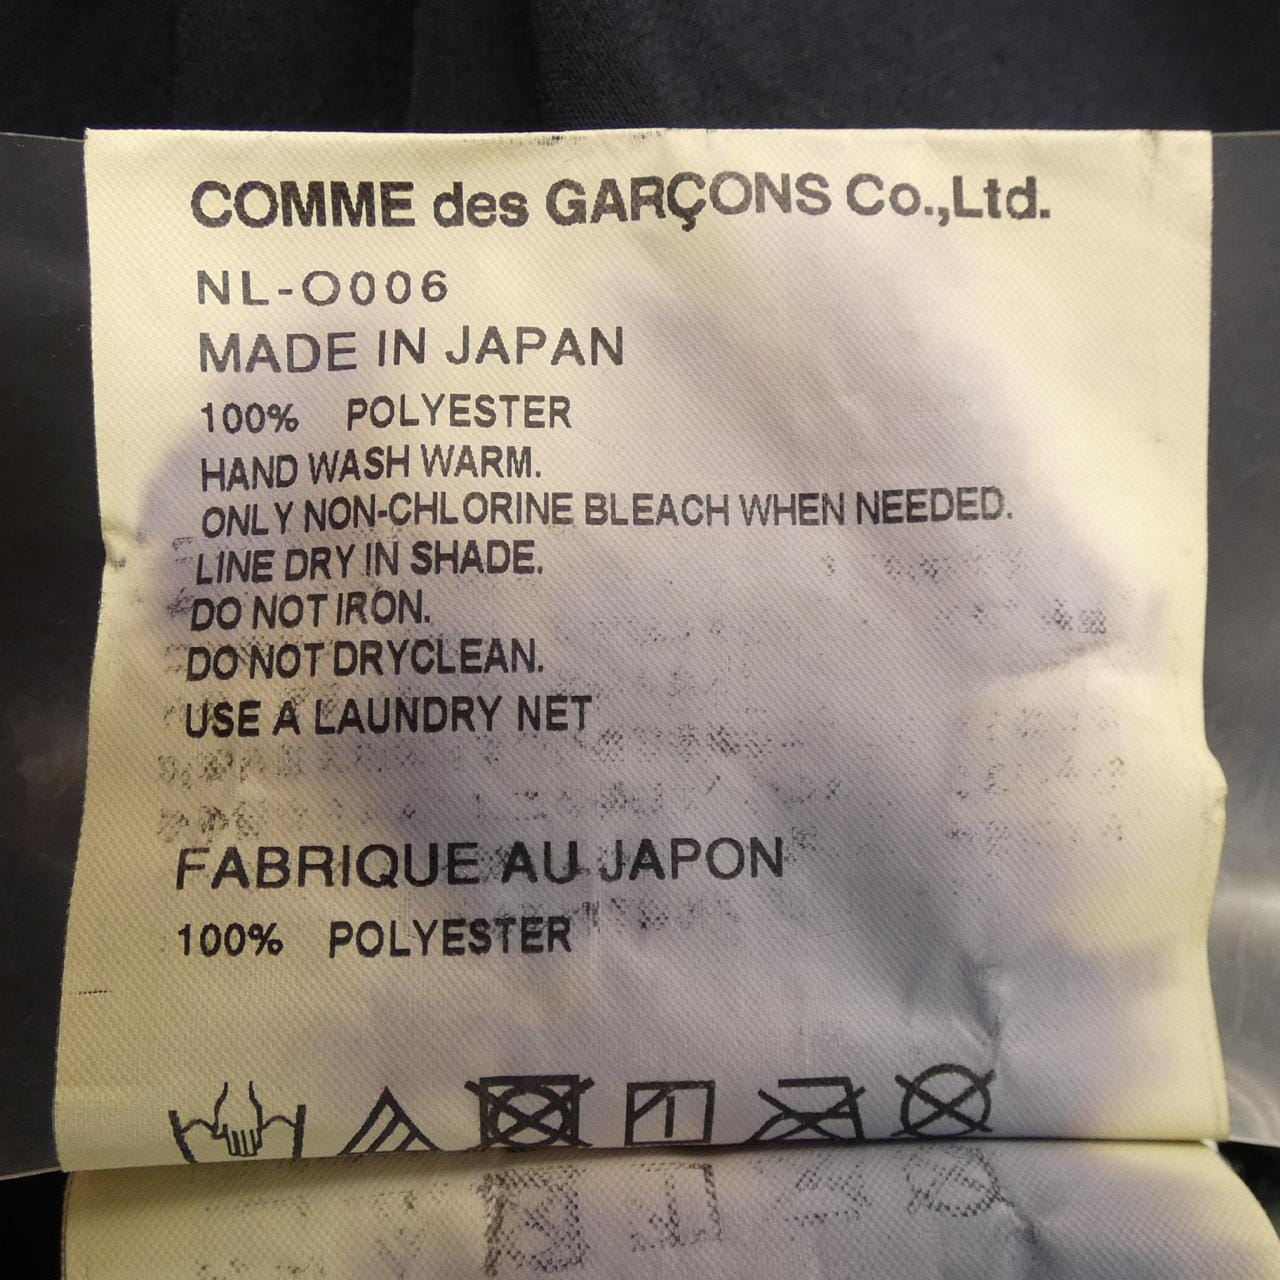 COMME des GARÇONS Co.,Ltd.
NL-O006
MADE IN JAPAN
100% POLYESTER
HAND WASH WARM.
ONLY NON-CHLORINE BLEACH WHEN NEEDED.
LINE DRY IN SHADE.
DO NOT IRON.
DO NOT DRYCLEAN.
USE A LAUNDRY NET
FABRIQUE AU JAPON
100% POLYESTER